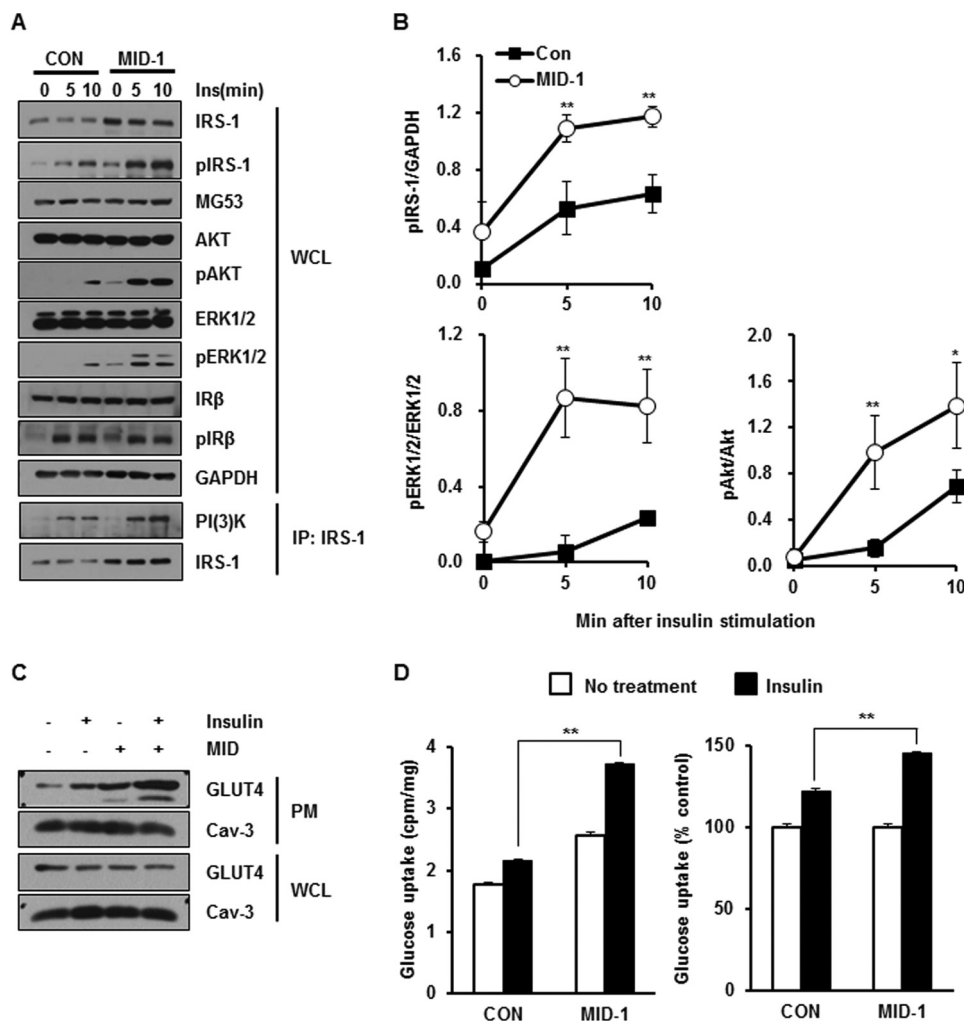 A
CON MID-1
0 5 10 0 5 10 Ins(min)
IRS-1
pIRS-1
MG53
AKT
pAKT
ERK1/2
pERK1/2
IRβ
pIRβ
GAPDH
WCL
PI(3)K
IRS-1
IP: IRS-1
B
Con
MID-1
pIRS-1/GAPDH
1.6
1.2
0.8
0.4
0.0
** **
0 5 10
pERK1/2/ERK1/2
1.2
0.8
0.4
0.0
** **
0 5 10
pAkt/Akt
2.0
1.6
1.2
0.8
0.4
0.0
** *
0 5 10
Min after insulin stimulation
C
- + - + Insulin
- - + + MID
GLUT4
Cav-3
PM
GLUT4
Cav-3
WCL
D
No treatment Insulin
Glucose uptake (cpm/mg)
4
3
2
1
0
**
CON MID-1
Glucose uptake (% control)
150
100
50
0
**
CON MID-1